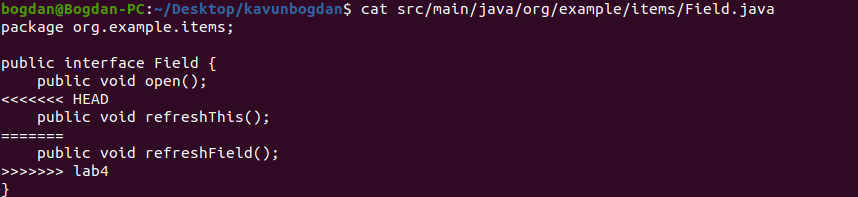 bogdan@Bogdan-PC:~/Desktop/kavunbogdan$ cat src/main/java/org/example/items/Field.java
package org.example.items;

public interface Field {
    public void open();
<<<<<<< HEAD
    public void refreshThis();
=======
    public void refreshField();
>>>>>>> lab4
}